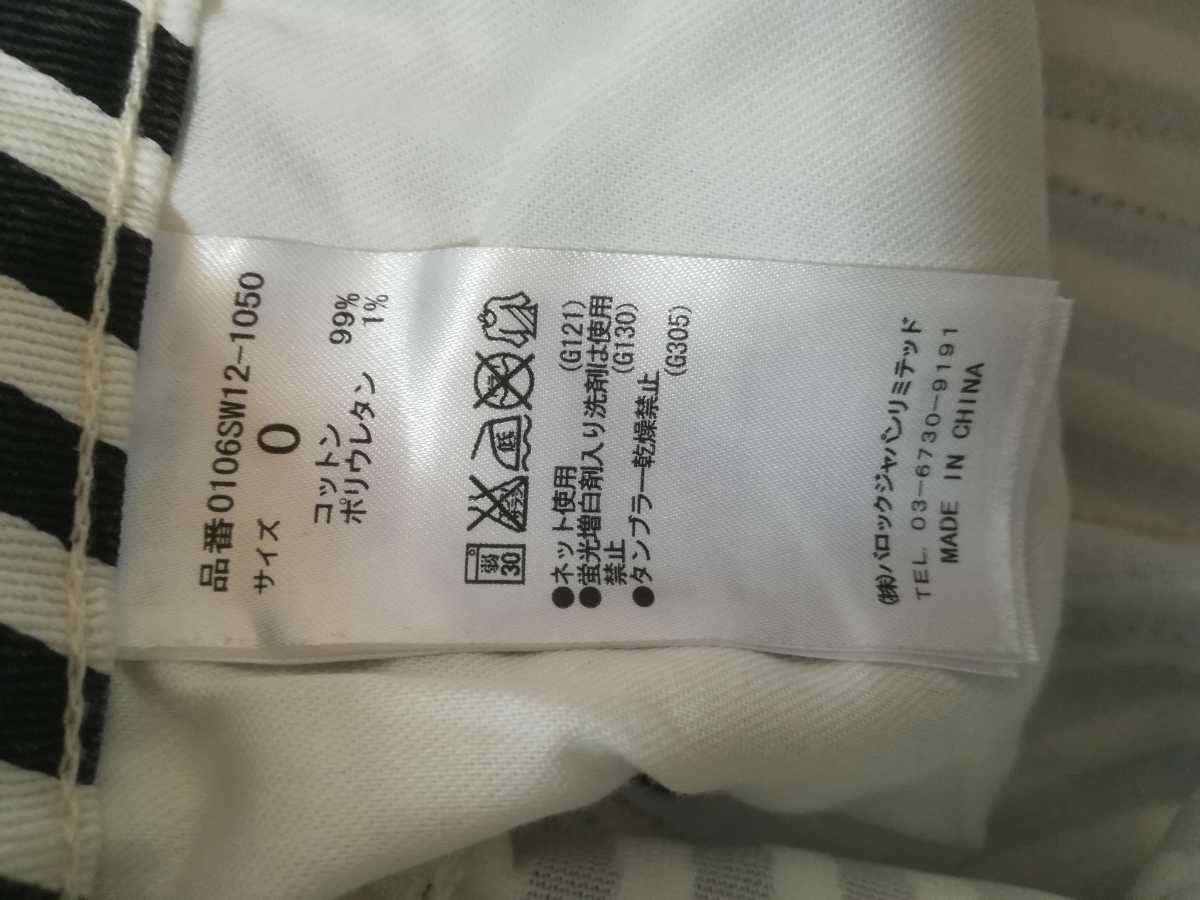 品番0106SW12-1050
サイズ 0
コットン 99%
ポリウレタン 1%
弱
30
低
●ネット使用 (G121)
●蛍光増白剤入り洗剤は使用
禁止 (G130)
●タンブラー乾燥禁止
(G305)
(株)バロックジャパンリミテッド
TEL 03-6730-9191
MADE IN CHINA